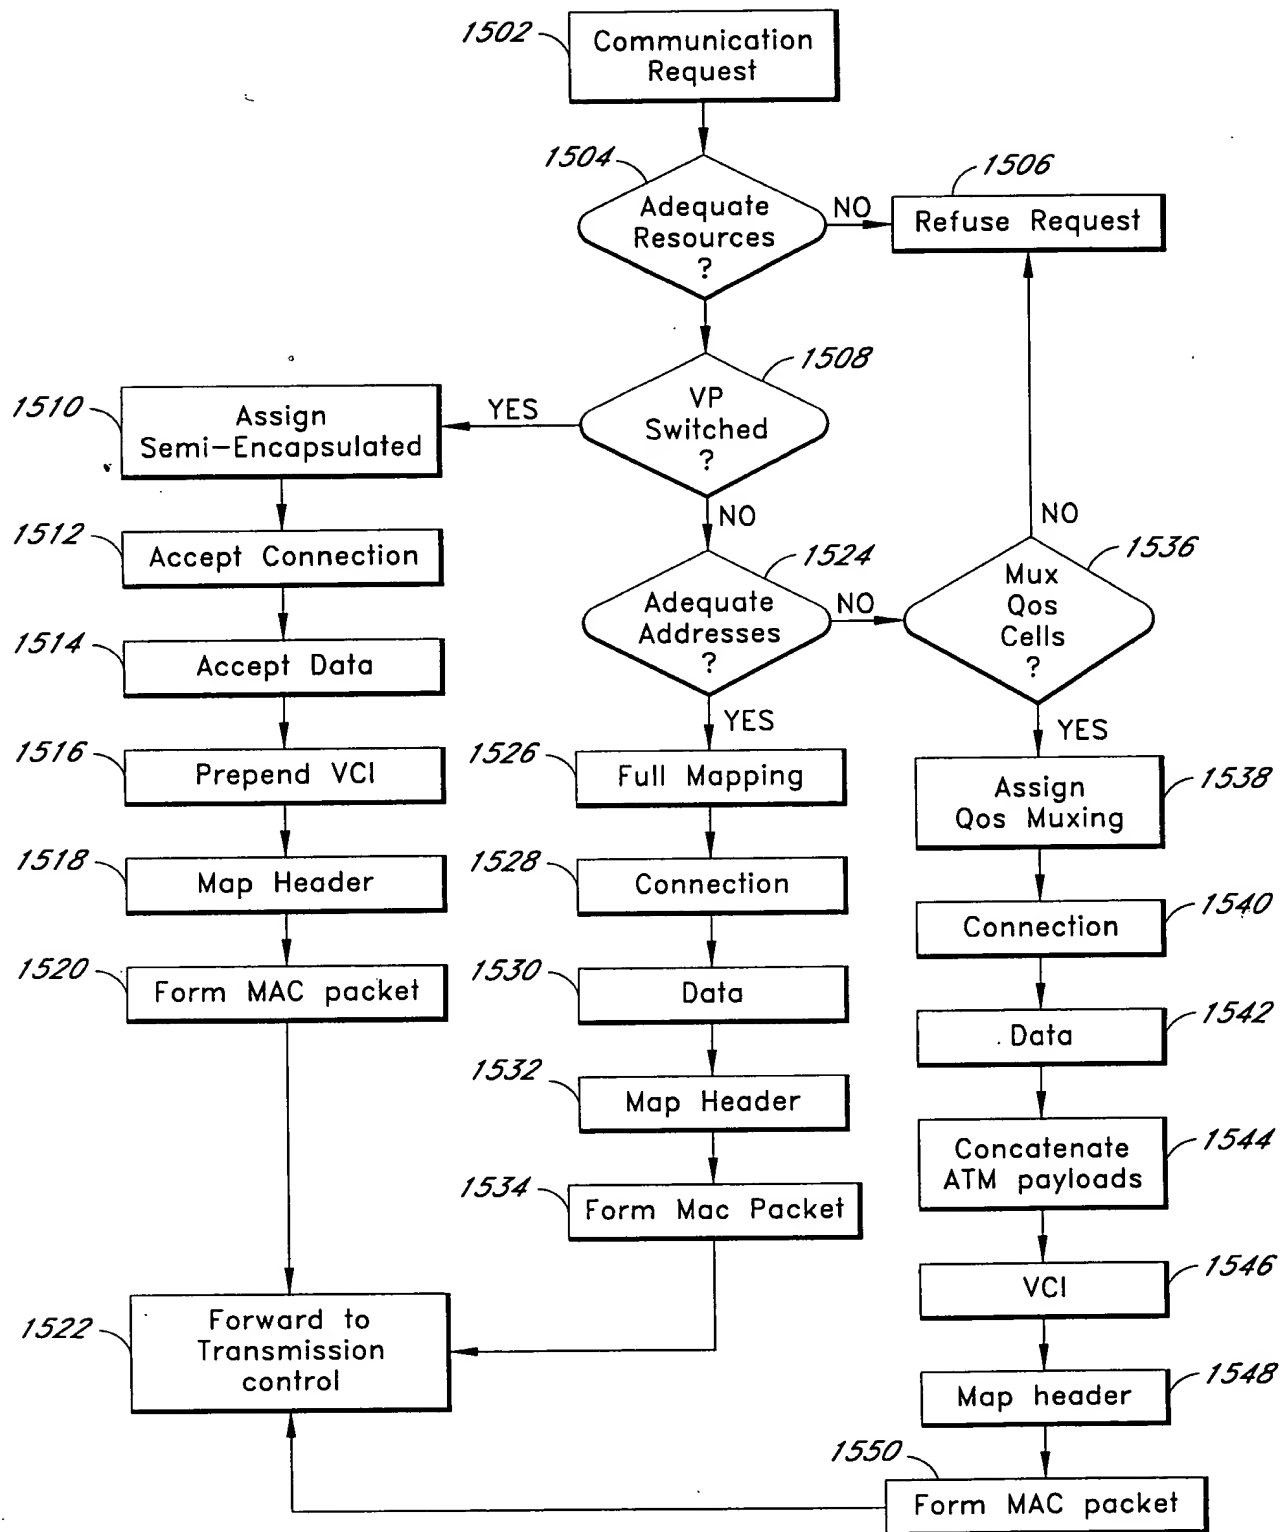 1502
Communication
Request
1504
Adequate
Resources
?
NO
1506
Refuse Request
1508
VP
Switched
?
YES
NO
1510
Assign
Semi-Encapsulated
1512
Accept Connection
1514
Accept Data
1516
Prepend VCI
1518
Map Header
1520
Form MAC packet
1522
Forward to
Transmission
control
1524
Adequate
Addresses
?
NO
YES
1526
Full Mapping
1528
Connection
1530
Data
1532
Map Header
1534
Form Mac Packet
1536
Mux
Qos
Cells
?
NO
YES
1538
Assign
Qos Muxing
1540
Connection
1542
Data
1544
Concatenate
ATM payloads
1546
VCI
1548
Map header
1550
Form MAC packet